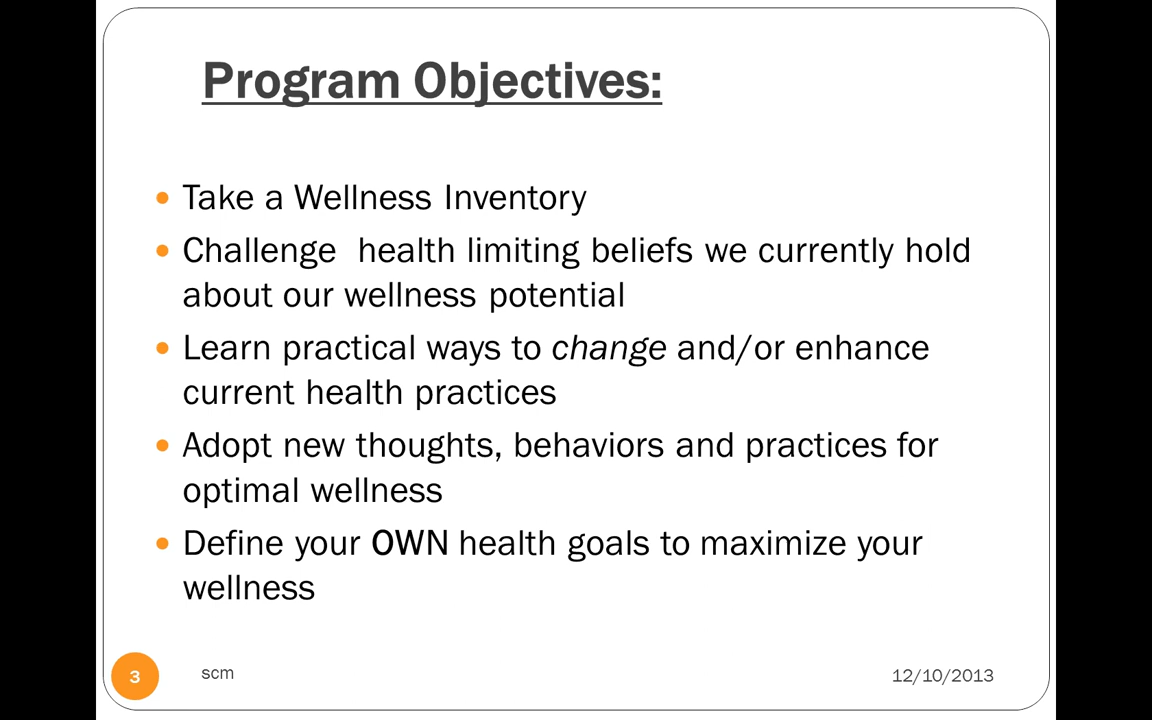 Program Objectives:
Take a Wellness Inventory
Challenge  health limiting beliefs we currently hold
about our wellness potential
Learn practical ways to change and/or enhance
current health practices
Adopt new thoughts, behaviors and practices for
optimal wellness
Define your OWN health goals to maximize your
wellness
3
scm
12/10/2013